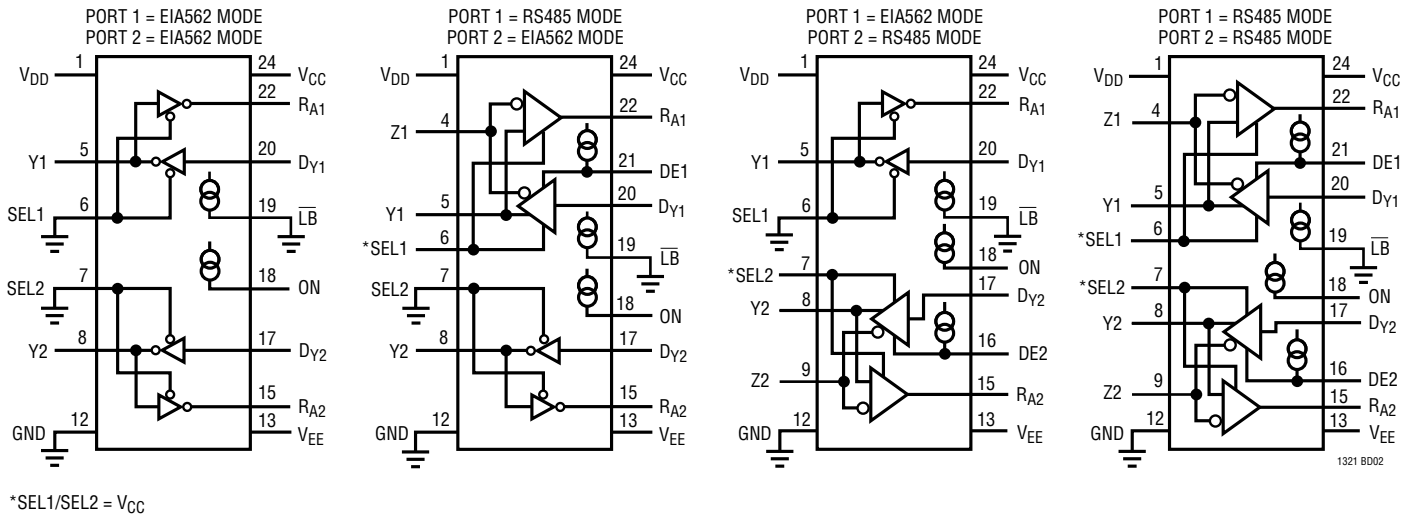 PORT 1 = EIA562 MODE
PORT 2 = EIA562 MODE
1
24
VDD
VCC
22
RA1
5
20
Y1
DY1
6
19
SEL1
L̅B̅
18
ON
7
SEL2
8
17
Y2
DY2
15
RA2
12
13
GND
VEE
PORT 1 = RS485 MODE
PORT 2 = EIA562 MODE
1
24
VDD
VCC
22
RA1
4
Z1
21
DE1
20
DY1
5
Y1
6
19
*SEL1
L̅B̅
7
SEL2
18
ON
8
17
Y2
DY2
15
RA2
12
13
GND
VEE
PORT 1 = EIA562 MODE
PORT 2 = RS485 MODE
1
24
VDD
VCC
22
RA1
5
20
Y1
DY1
6
19
SEL1
L̅B̅
18
ON
7
*SEL2
17
DY2
8
Y2
16
DE2
9
Z2
15
RA2
12
13
GND
VEE
PORT 1 = RS485 MODE
PORT 2 = RS485 MODE
1
24
VDD
VCC
22
RA1
4
Z1
21
DE1
20
DY1
5
Y1
6
19
*SEL1
L̅B̅
7
*SEL2
18
ON
8
17
Y2
DY2
16
DE2
9
Z2
15
RA2
12
13
GND
VEE
1321 BD02
*SEL1/SEL2 = VCC